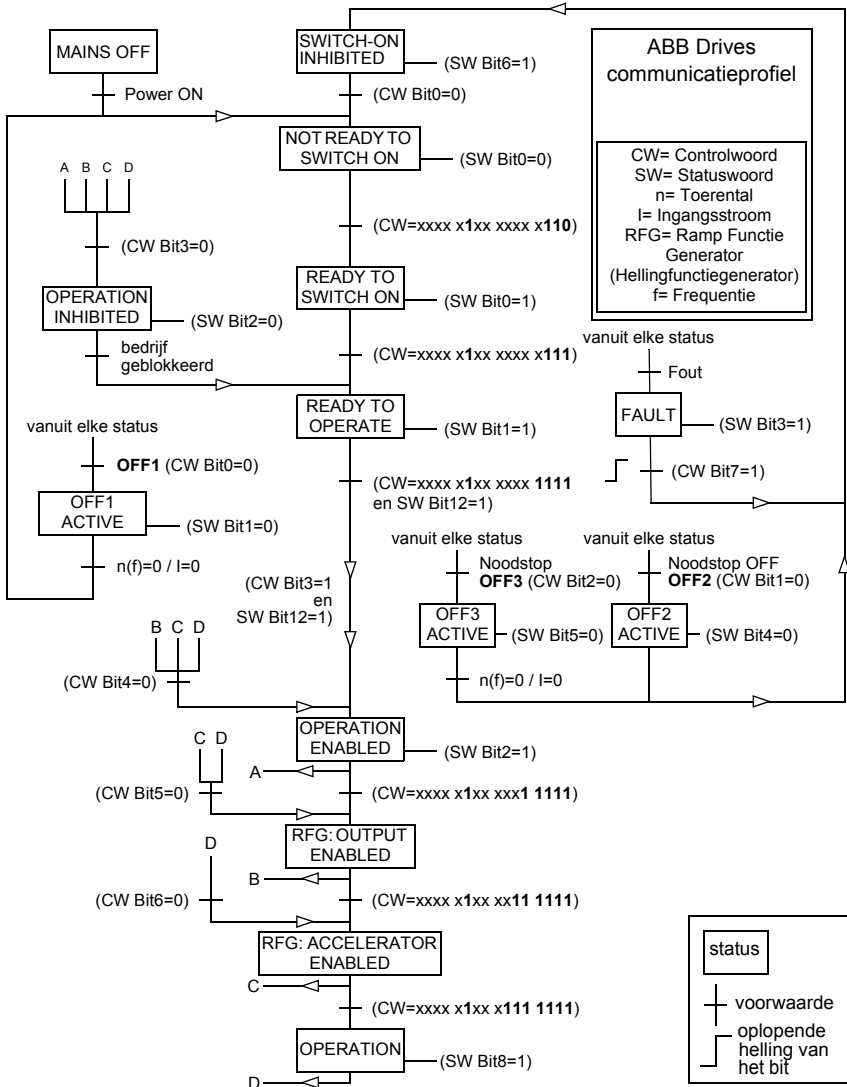 MAINS OFF
Power ON
SWITCH-ON
INHIBITED
(SW Bit6=1)
(CW Bit0=0)
NOT READY TO
SWITCH ON
(SW Bit0=0)
A B C D
(CW Bit3=0)
OPERATION
INHIBITED
(SW Bit2=0)
bedrijf
geblokkeerd
(CW=xxxx x1xx xxxx x110)
READY TO
SWITCH ON
(SW Bit0=1)
(CW=xxxx x1xx xxxx x111)
READY TO
OPERATE
(SW Bit1=1)
(CW=xxxx x1xx xxxx 1111
en SW Bit12=1)
ABB Drives
communicatieprofiel
CW= Controlwoord
SW= Statuswoord
n= Toerental
I= Ingangsstroom
RFG= Ramp Functie
Generator
(Hellingfunctiegenerator)
f= Frequentie
vanuit elke status
Fout
FAULT
(SW Bit3=1)
(CW Bit7=1)
vanuit elke status
OFF1 (CW Bit0=0)
OFF1
ACTIVE
(SW Bit1=0)
n(f)=0 / I=0
(CW Bit3=1
en
SW Bit12=1)
vanuit elke status
Noodstop
OFF3 (CW Bit2=0)
OFF3
ACTIVE
(SW Bit5=0)
n(f)=0 / I=0
vanuit elke status
Noodstop OFF
OFF2 (CW Bit1=0)
OFF2
ACTIVE
(SW Bit4=0)
B C D
(CW Bit4=0)
OPERATION
ENABLED
(SW Bit2=1)
A
C D
(CW Bit5=0)
(CW=xxxx x1xx xxx1 1111)
RFG: OUTPUT
ENABLED
B
D
(CW Bit6=0)
(CW=xxxx x1xx xx11 1111)
RFG: ACCELERATOR
ENABLED
C
(CW=xxxx x1xx x111 1111)
OPERATION
(SW Bit8=1)
D
status
voorwaarde
oplopende
helling van
het bit